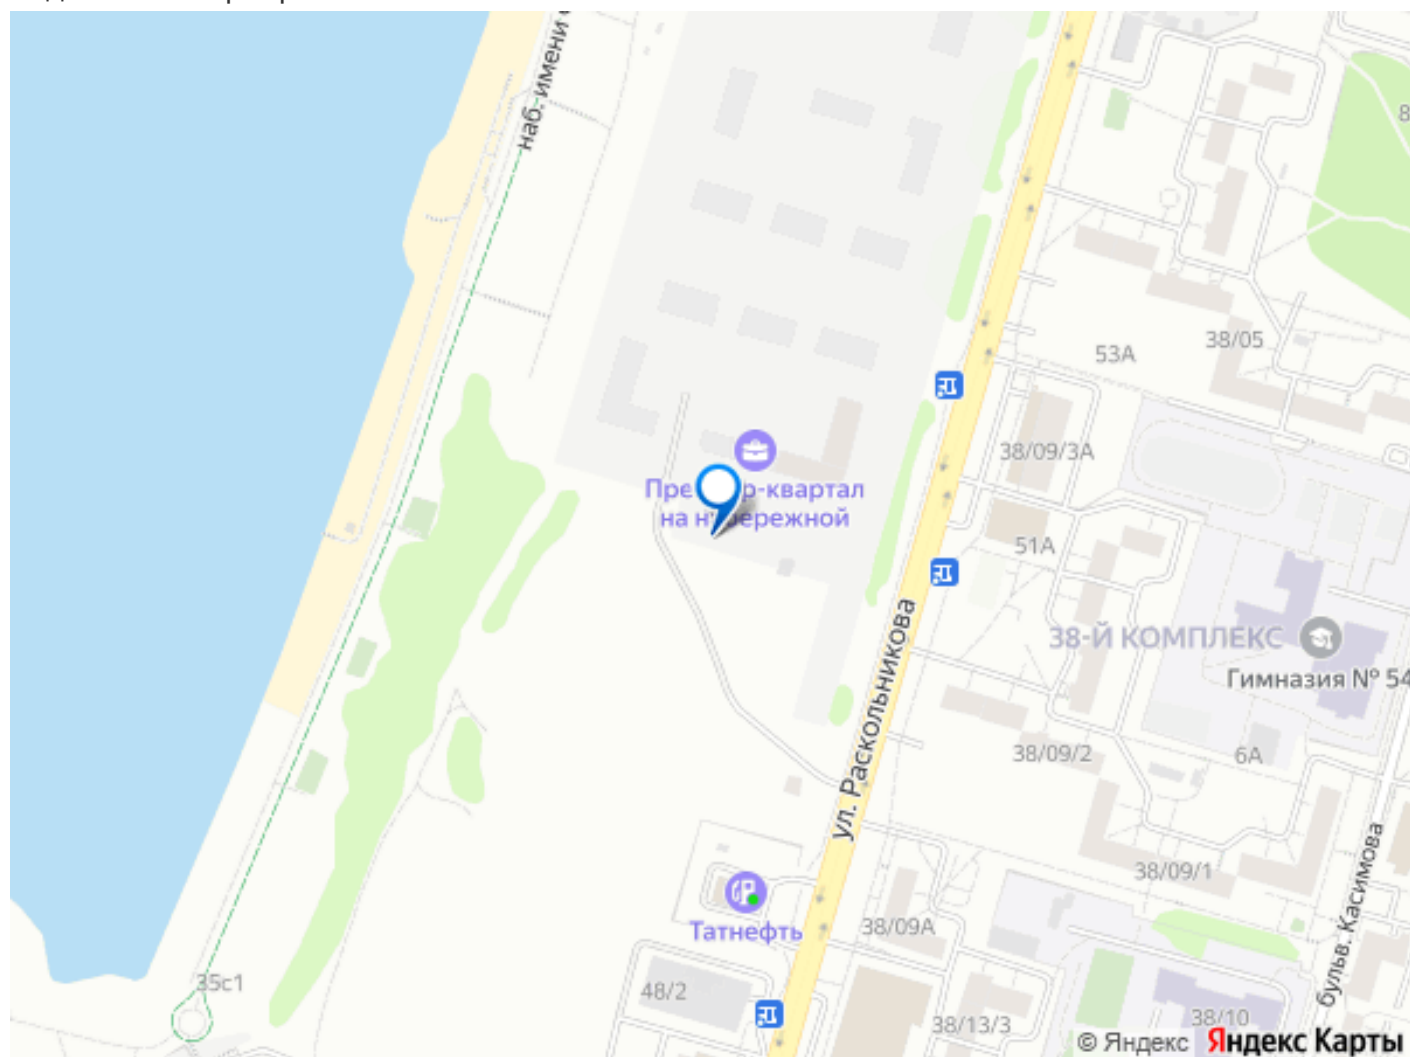 наб. имени
53А
38/05
38/09/3А
на н
бережной
51А
38-Й КОМПЛЕКС
Гимназия № 54
ул. Раскольникова
38/09/2
6А
38/09/1
бульв. Касимова
Татнефть
38/09А
35с1
48/2
38/13/3
38/10
© Яндекс Яндекс Карты